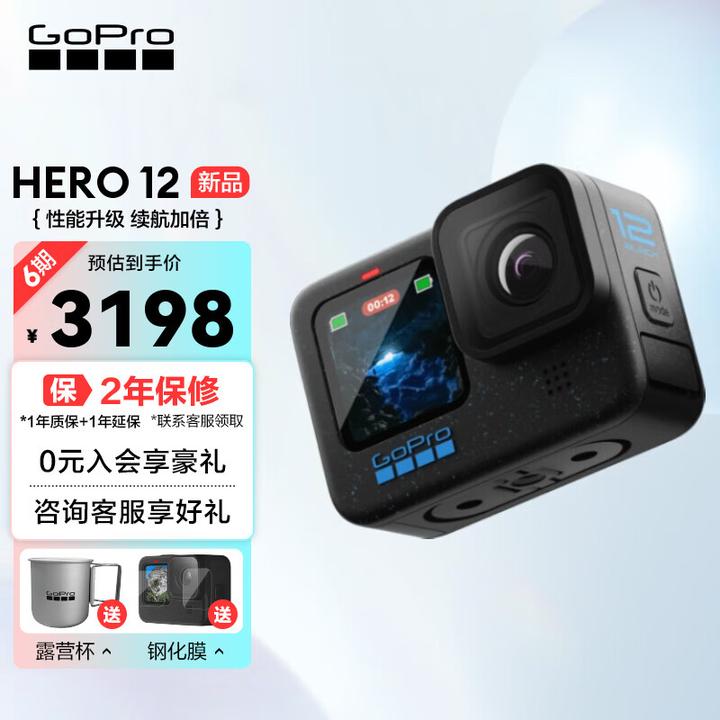 GoPro
HERO 12 新品
{ 性能升级 续航加倍 }
6期
预估到手价
¥ 3198
保 2年保修
*1年质保+1年延保 *联系客服领取
0元入会享豪礼
咨询客服享好礼
GoPro
送
送
露营杯
钢化膜
00:12
GoPro
12
BLACK
mode